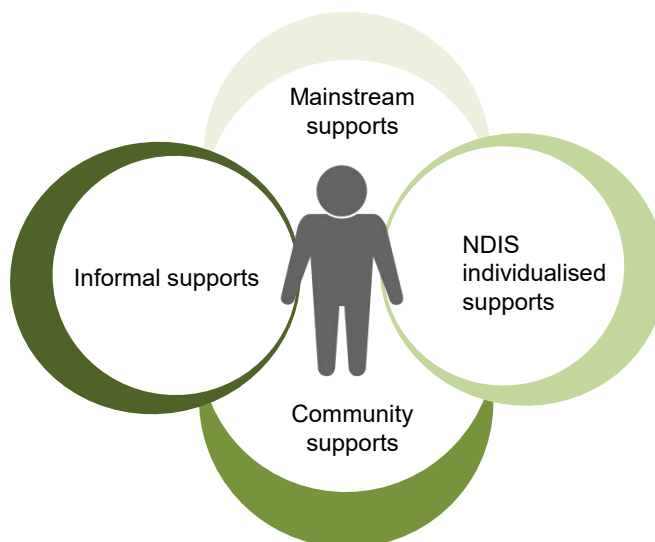 Mainstream
supports
Informal supports
NDIS
individualised
supports
Community
supports